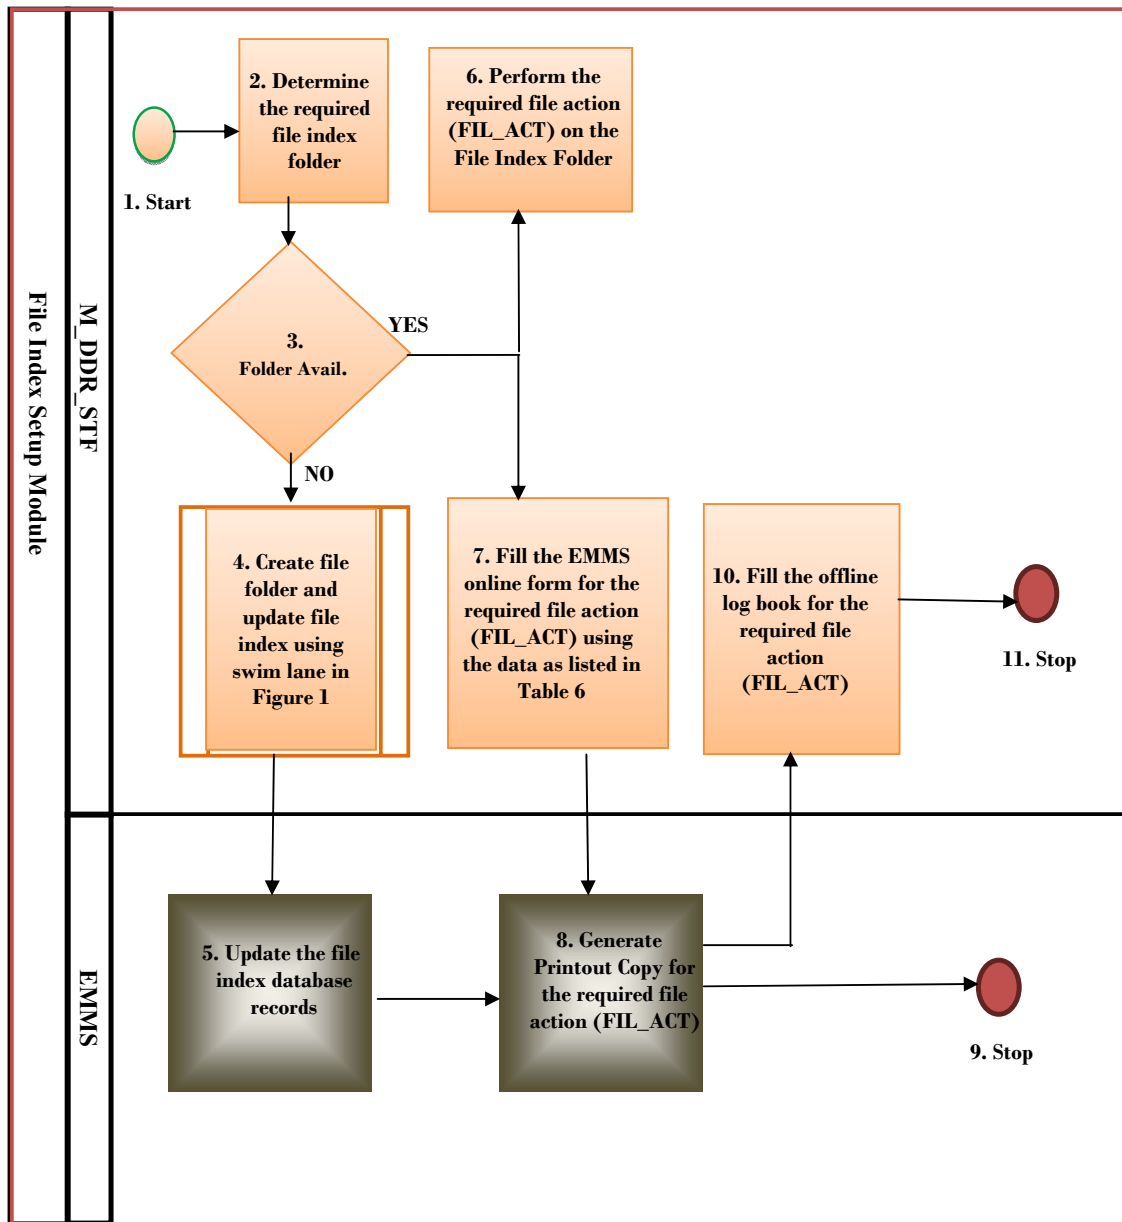 File Index Setup Module
M_DDR_STF
EMMS
1. Start
2. Determine
the required
file index
folder
3.
Folder Avail.
YES
NO
4. Create file
folder and
update file
index using
swim lane in
Figure 1
5. Update the file
index database
records
6. Perform the
required file action
(FIL_ACT) on the
File Index Folder
7. Fill the EMMS
online form for the
required file action
(FIL_ACT) using
the data as listed in
Table 6
8. Generate
Printout Copy for
the required file
action (FIL_ACT)
9. Stop
10. Fill the offline
log book for the
required file
action
(FIL_ACT)
11. Stop